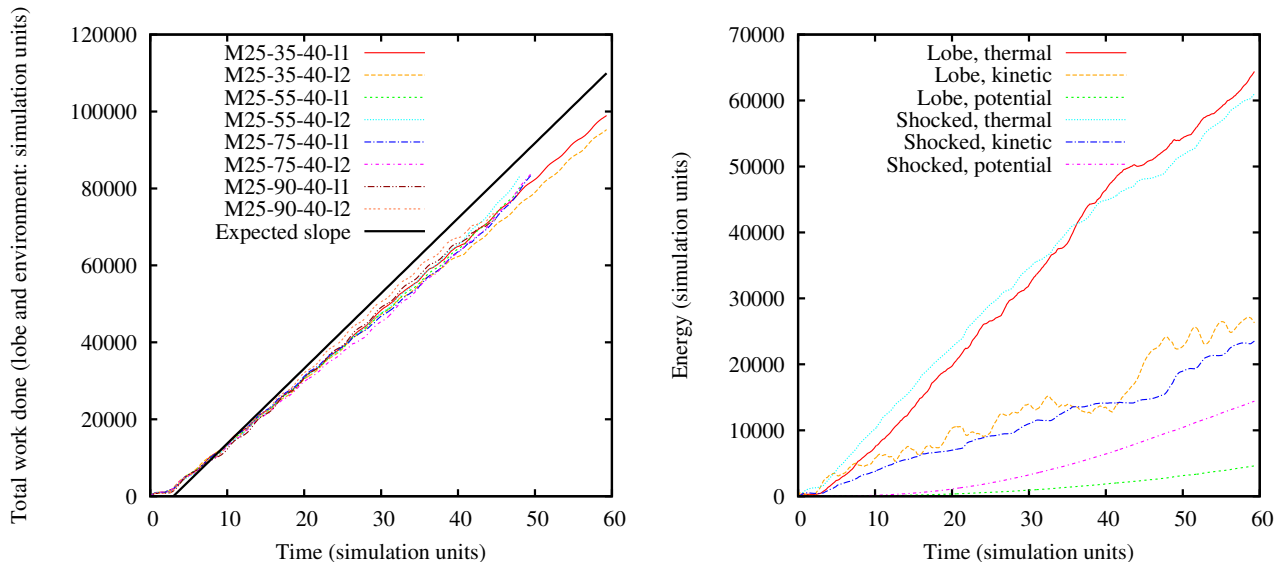 Total work done (lobe and environment: simulation units)
120000
100000
80000
60000
40000
20000
0
M25-35-40-l1
M25-35-40-l2
M25-55-40-l1
M25-55-40-l2
M25-75-40-l1
M25-75-40-l2
M25-90-40-l1
M25-90-40-l2
Expected slope
0 10 20 30 40 50 60
Time (simulation units)
Energy (simulation units)
70000
60000
50000
40000
30000
20000
10000
0
Lobe, thermal
Lobe, kinetic
Lobe, potential
Shocked, thermal
Shocked, kinetic
Shocked, potential
0 10 20 30 40 50 60
Time (simulation units)